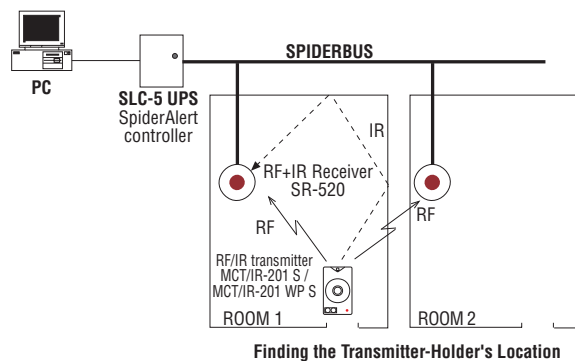 SPIDERBUS
PC
SLC-5 UPS
SpiderAlert
controller
IR
RF+IR Receiver
SR-520
RF
RF
RF/IR transmitter
MCT/IR-201 S /
MCT/IR-201 WP S
ROOM 1
ROOM 2
Finding the Transmitter-Holder's Location